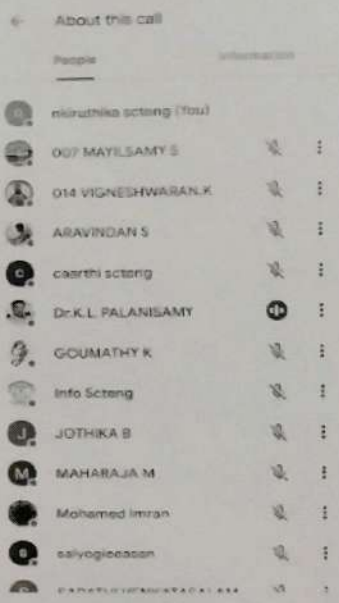 About this call
People
Information
nkiruthika scteng (You)
007 MAYILSAMY S
014 VIGNESHWARAN.K
ARAVINDAN S
caarthi scteng
Dr.K.L. PALANISAMY
GOUMATHY K
Info Scteng
JOTHIKA B
MAHARAJA M
Mohamed Imran